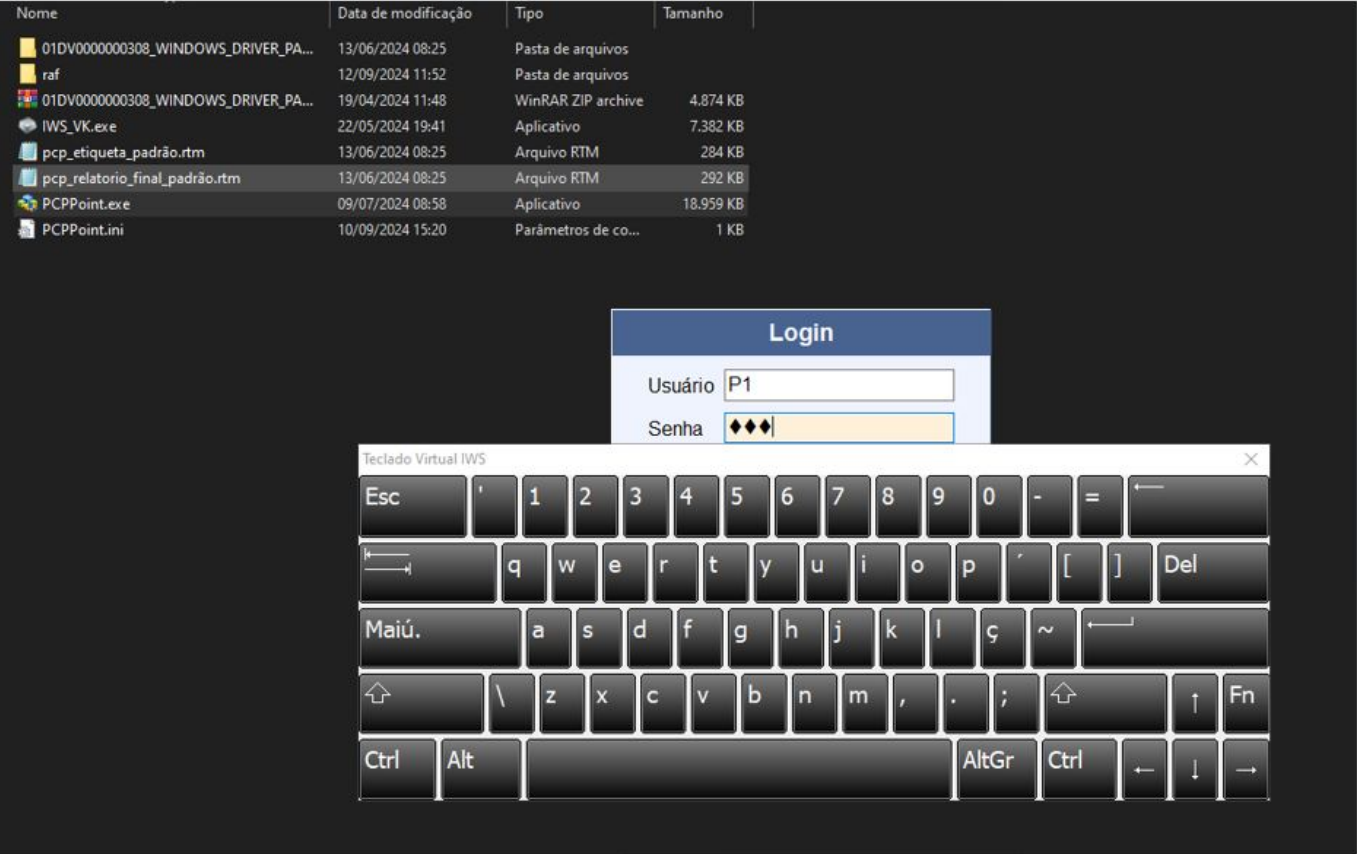 Nome Data de modificação Tipo Tamanho
01DV0000000308_WINDOWS_DRIVER_PA... 13/06/2024 08:25 Pasta de arquivos
raf 12/09/2024 11:52 Pasta de arquivos
01DV0000000308_WINDOWS_DRIVER_PA... 19/04/2024 11:48 WinRAR ZIP archive 4.874 KB
IWS_VK.exe 22/05/2024 19:41 Aplicativo 7.382 KB
pcp_etiqueta_padrão.rtm 13/06/2024 08:25 Arquivo RTM 284 KB
pcp_relatorio_final_padrão.rtm 13/06/2024 08:25 Arquivo RTM 292 KB
PCPPoint.exe 09/07/2024 08:58 Aplicativo 18.959 KB
PCPPoint.ini 10/09/2024 15:20 Parâmetros de co... 1 KB
Login
Usuário P1
Senha ♦♦♦
Teclado Virtual IWS
Esc ' 1 2 3 4 5 6 7 8 9 0 - = ←
q w e r t y u i o p ´ [ ] Del
Maiú. a s d f g h j k l ç ~
\ z x c v b n m , . ; ↑ Fn
Ctrl Alt AltGr Ctrl ← ↓ →